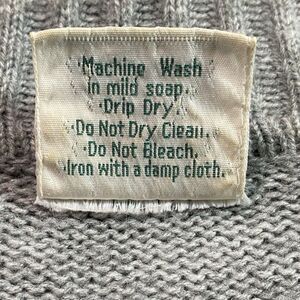 ·Machine Wash
in mild soap.
·Drip Dry.
·Do Not Dry Clean.
·Do Not Bleach.
·Iron with a damp cloth.